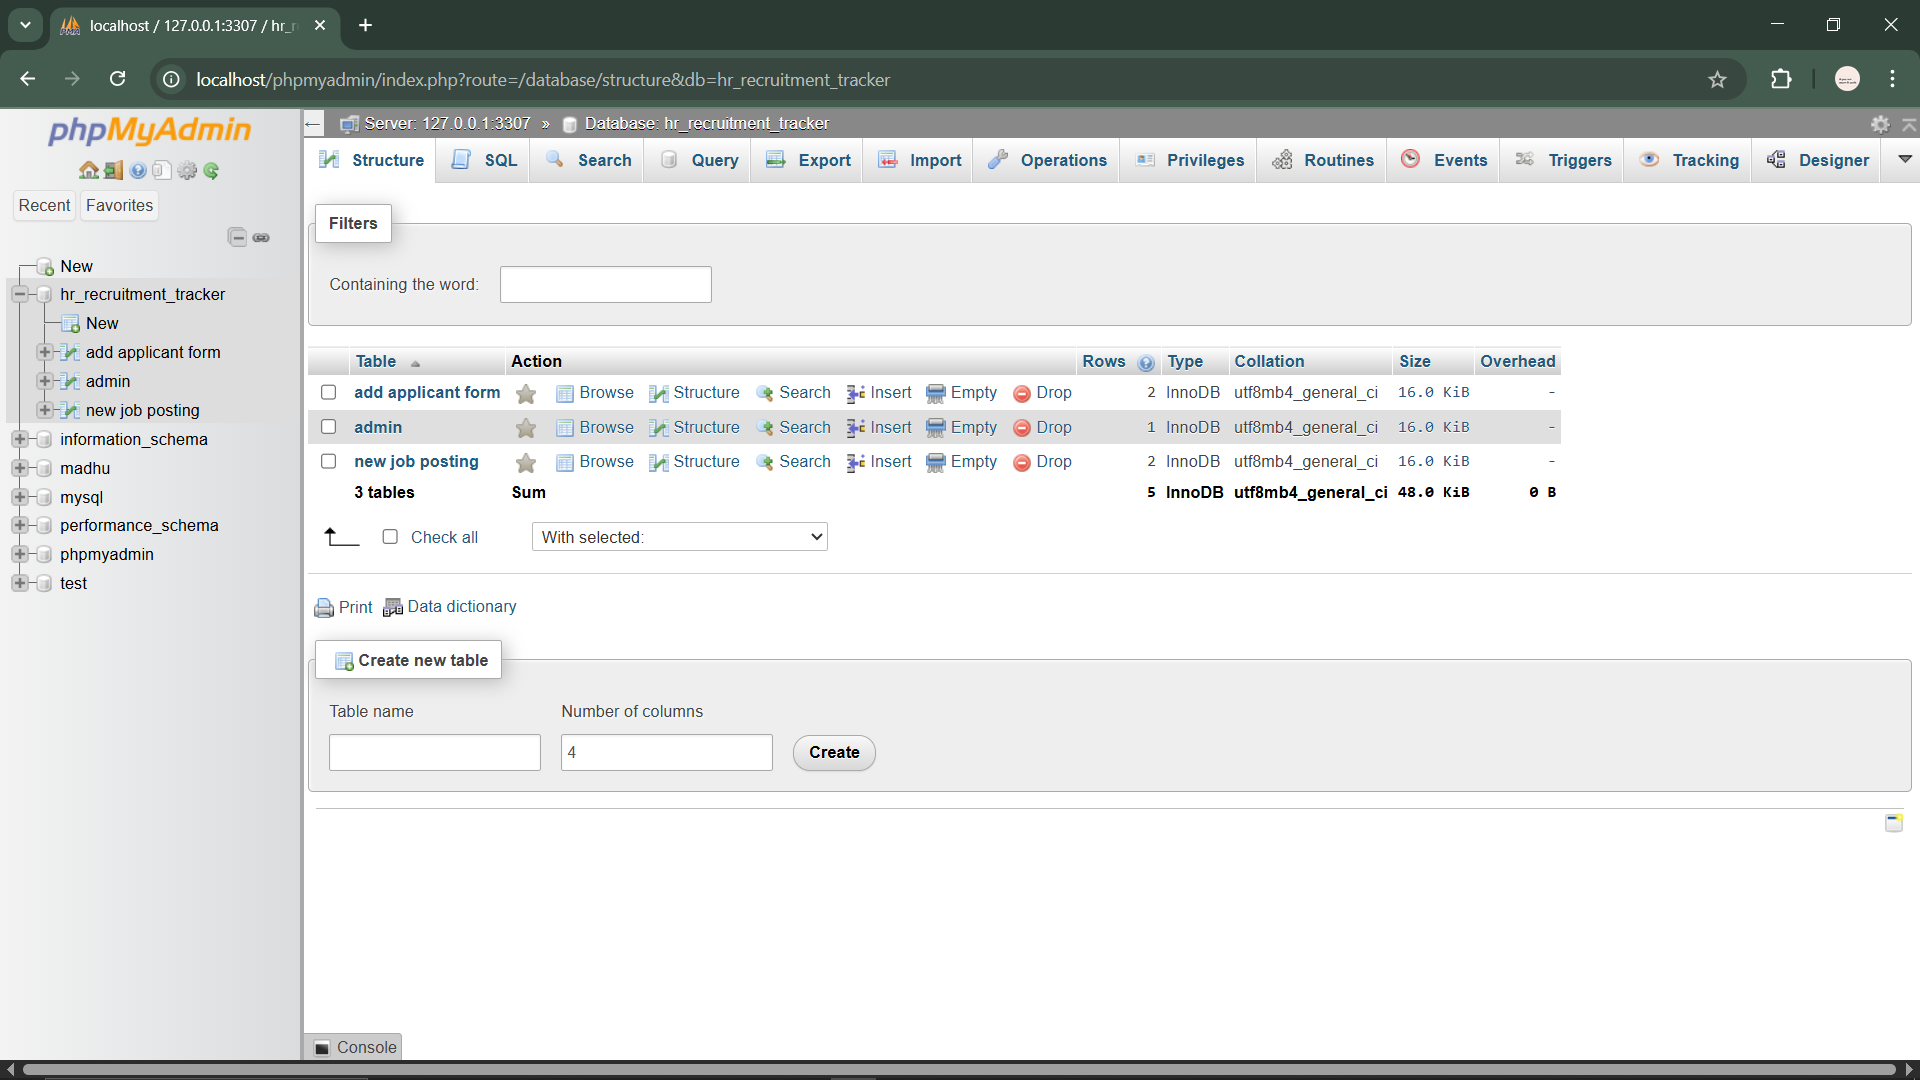 localhost / 127.0.0.1:3307 / hr_r
localhost/phpmyadmin/index.php?route=/database/structure&db=hr_recruitment_tracker
phpMyAdmin
Recent Favorites
New
hr_recruitment_tracker
New
add applicant form
admin
new job posting
information_schema
madhu
mysql
performance_schema
phpmyadmin
test
Server: 127.0.0.1:3307 » Database: hr_recruitment_tracker
Structure SQL Search Query Export Import Operations Privileges Routines Events Triggers Tracking Designer
Filters
Containing the word:
Table Action Rows Type Collation Size Overhead
add applicant form Browse Structure Search Insert Empty Drop 2 InnoDB utf8mb4_general_ci 16.0 KiB -
admin Browse Structure Search Insert Empty Drop 1 InnoDB utf8mb4_general_ci 16.0 KiB -
new job posting Browse Structure Search Insert Empty Drop 2 InnoDB utf8mb4_general_ci 16.0 KiB -
3 tables Sum 5 InnoDB utf8mb4_general_ci 48.0 KiB 0 B
Check all With selected:
Print Data dictionary
Create new table
Table name Number of columns
4 Create
Console